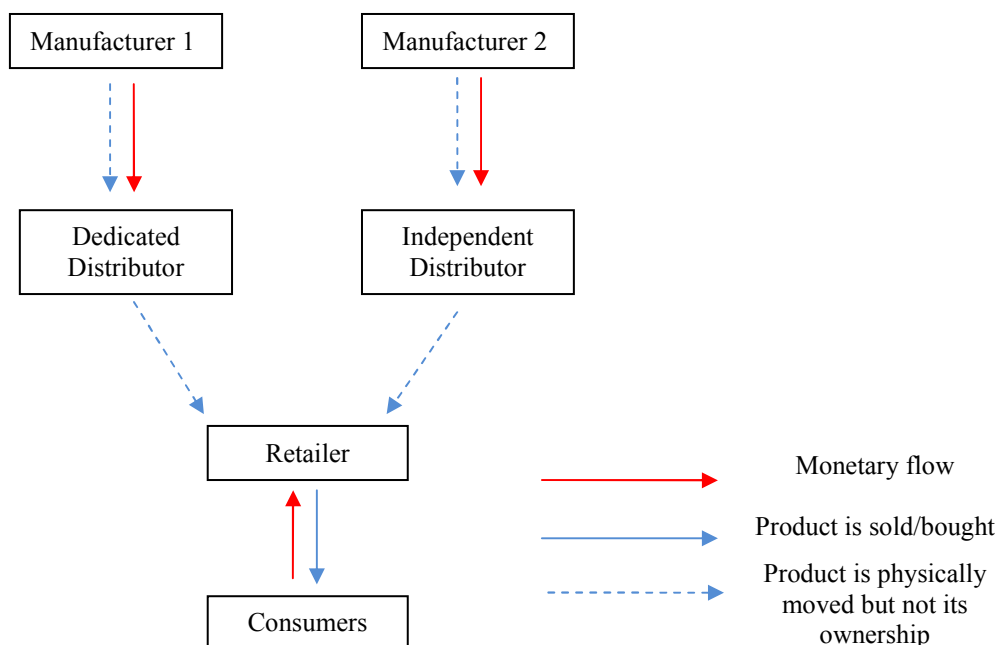 Manufacturer 1
Manufacturer 2
Dedicated
Distributor
Independent
Distributor
Retailer
Consumers
Monetary flow
Product is sold/bought
Product is physically
moved but not its
ownership